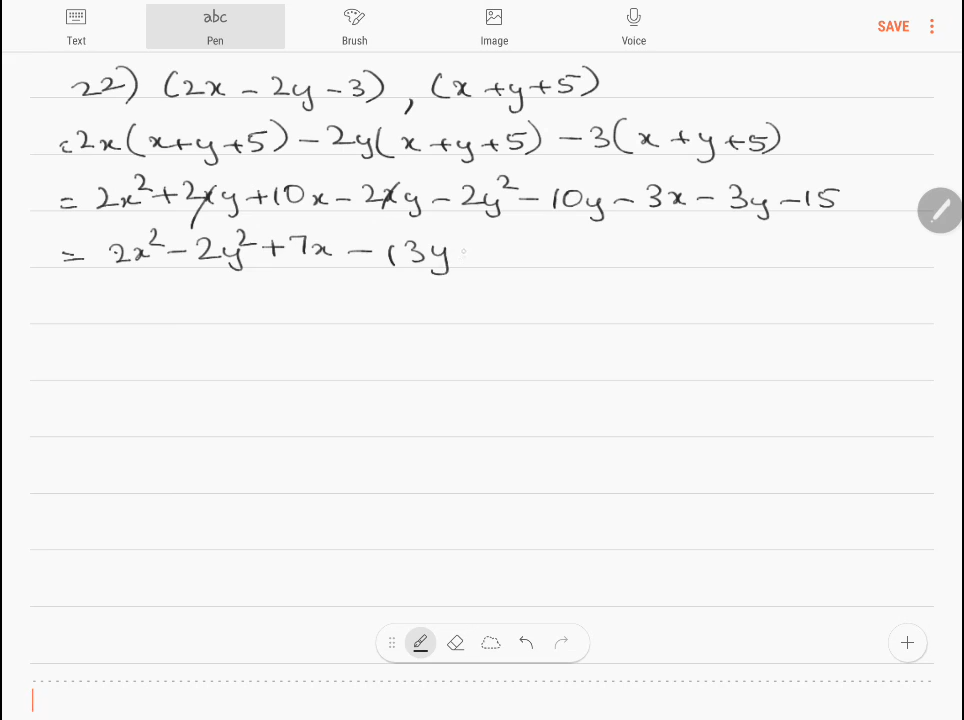 Text
abc
Pen
Brush
Image
Voice
SAVE
22) (2x - 2y - 3), (x + y + 5)
= 2x(x+y+5) - 2y(x+y+5) - 3(x+y+5)
= 2x² + 2xy + 10x - 2xy - 2y² - 10y - 3x - 3y - 15
= 2x² - 2y² + 7x - 13y